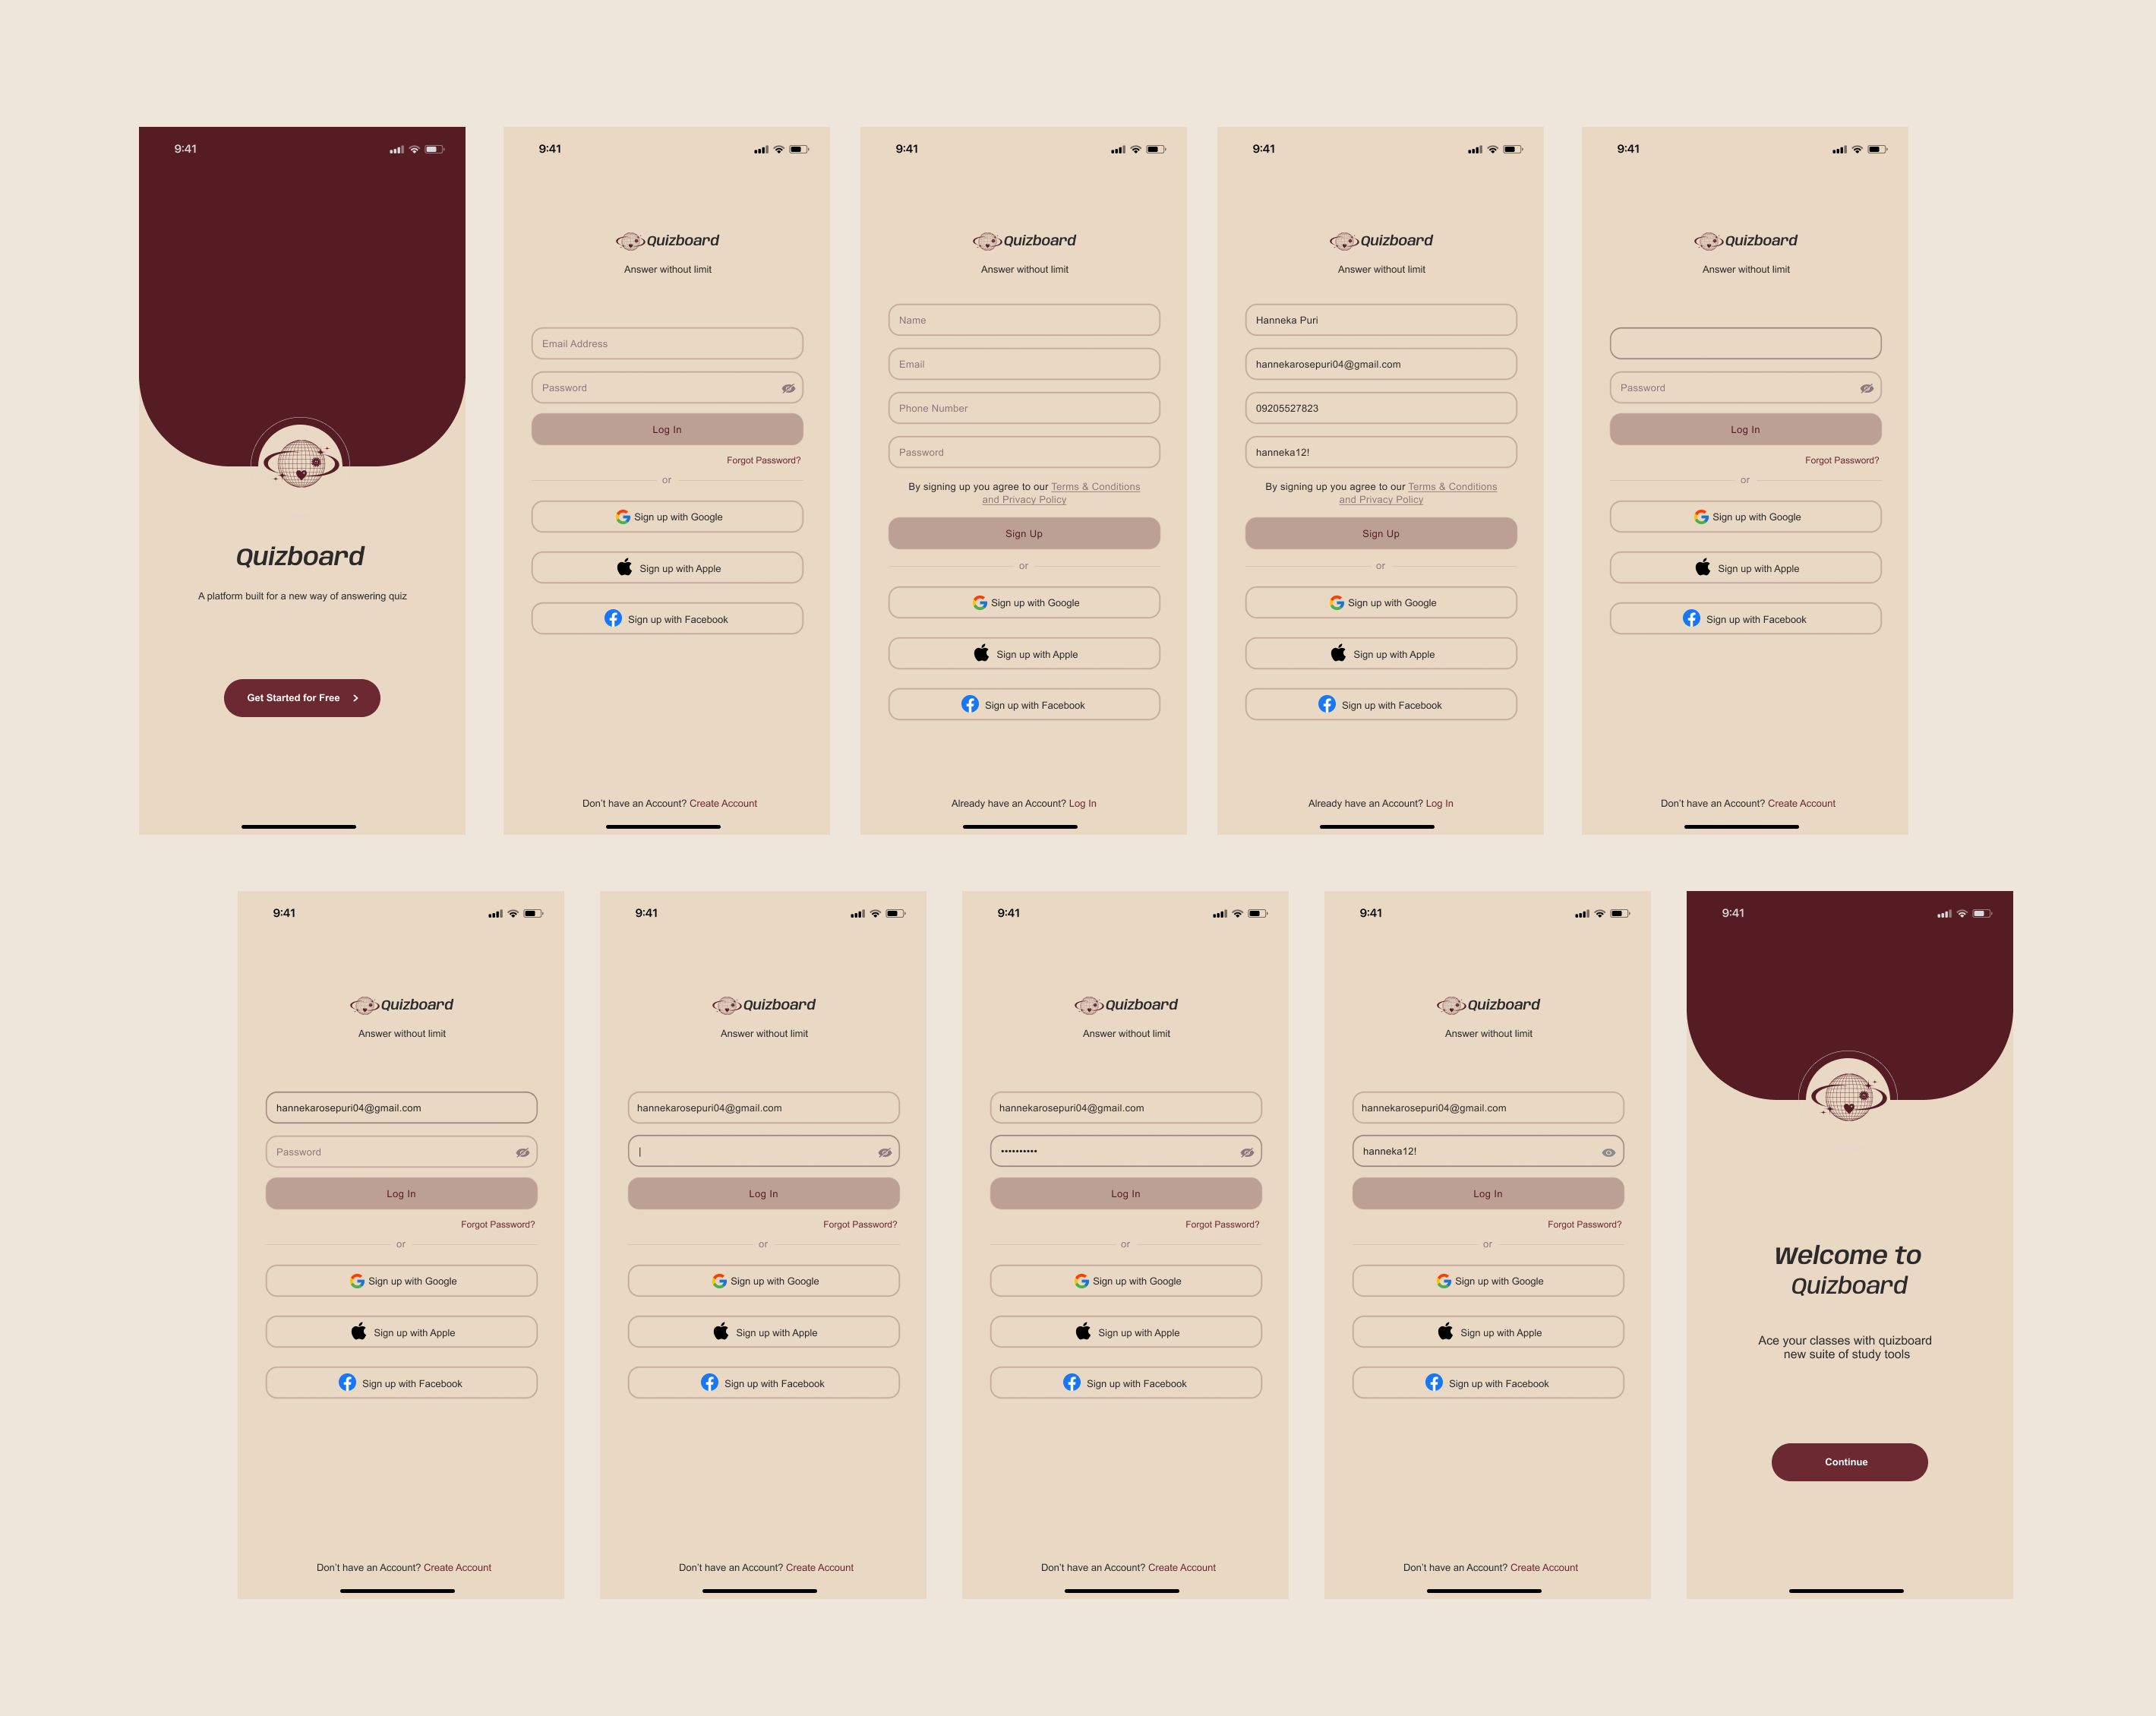 9:41
Quizboard
A platform built for a new way of answering quiz
Get Started for Free
9:41
Quizboard
Answer without limit
Email Address
Password
Log In
Forgot Password?
or
Sign up with Google
Sign up with Apple
Sign up with Facebook
Don't have an Account? Create Account
9:41
Quizboard
Answer without limit
Name
Email
Phone Number
Password
By signing up you agree to our Terms & Conditions
and Privacy Policy
Sign Up
or
Sign up with Google
Sign up with Apple
Sign up with Facebook
Already have an Account? Log In
9:41
Quizboard
Answer without limit
Hanneka Puri
hannekarosepuri04@gmail.com
09205527823
hanneka12!
By signing up you agree to our Terms & Conditions
and Privacy Policy
Sign Up
or
Sign up with Google
Sign up with Apple
Sign up with Facebook
Already have an Account? Log In
9:41
Quizboard
Answer without limit
Password
Log In
Forgot Password?
or
Sign up with Google
Sign up with Apple
Sign up with Facebook
Don't have an Account? Create Account
9:41
Quizboard
Answer without limit
hannekarosepuri04@gmail.com
Password
Log In
Forgot Password?
or
Sign up with Google
Sign up with Apple
Sign up with Facebook
Don't have an Account? Create Account
9:41
Quizboard
Answer without limit
hannekarosepuri04@gmail.com
|
Log In
Forgot Password?
or
Sign up with Google
Sign up with Apple
Sign up with Facebook
Don't have an Account? Create Account
9:41
Quizboard
Answer without limit
hannekarosepuri04@gmail.com
••••••••••
Log In
Forgot Password?
or
Sign up with Google
Sign up with Apple
Sign up with Facebook
Don't have an Account? Create Account
9:41
Quizboard
Answer without limit
hannekarosepuri04@gmail.com
hanneka12!
Log In
Forgot Password?
or
Sign up with Google
Sign up with Apple
Sign up with Facebook
Don't have an Account? Create Account
9:41
Welcome to
Quizboard
Ace your classes with quizboard
new suite of study tools
Continue